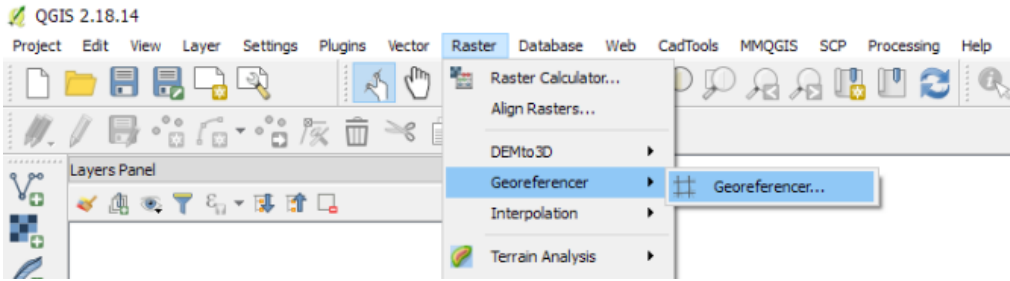 QGIS 2.18.14
Project Edit View Layer Settings Plugins Vector Raster Database Web CadTools MMQGIS SCP Processing Help
Raster Calculator...
Align Rasters...
DEMto3D
Layers Panel
Georeferencer
Georeferencer...
Interpolation
Terrain Analysis